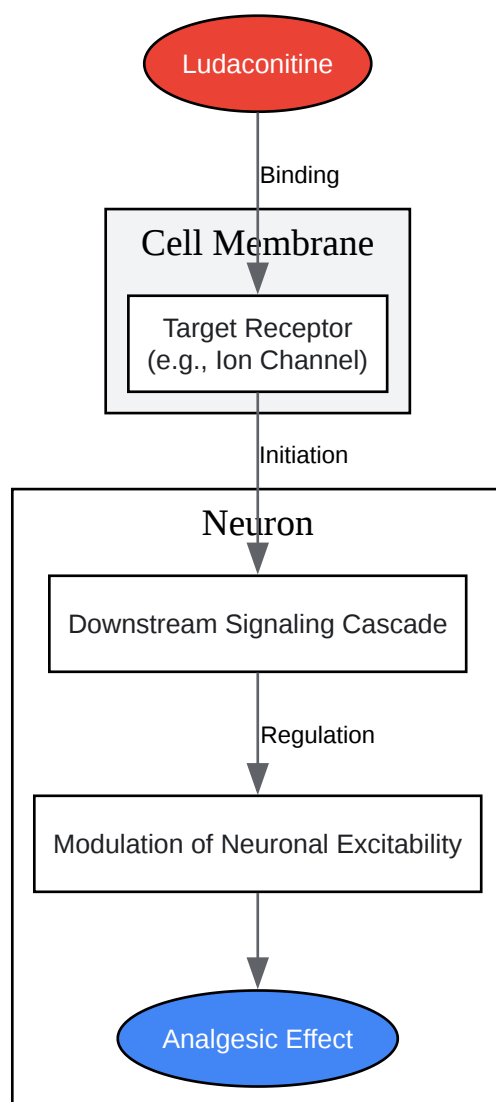 Ludaconitine
Binding
Cell Membrane
Target Receptor
(e.g., Ion Channel)
Initiation
Neuron
Downstream Signaling Cascade
Regulation
Modulation of Neuronal Excitability
Analgesic Effect